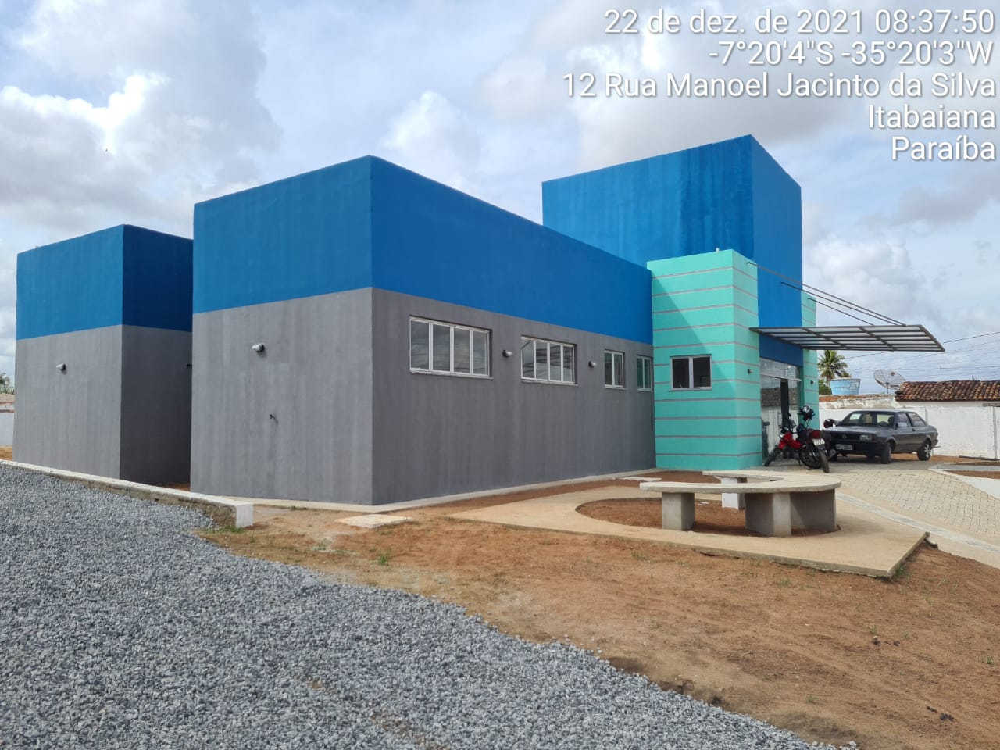 22 de dez. de 2021 08:37:50
-7°20'4"S -35°20'3"W
12 Rua Manoel Jacinto da Silva
Itabaiana
Paraíba